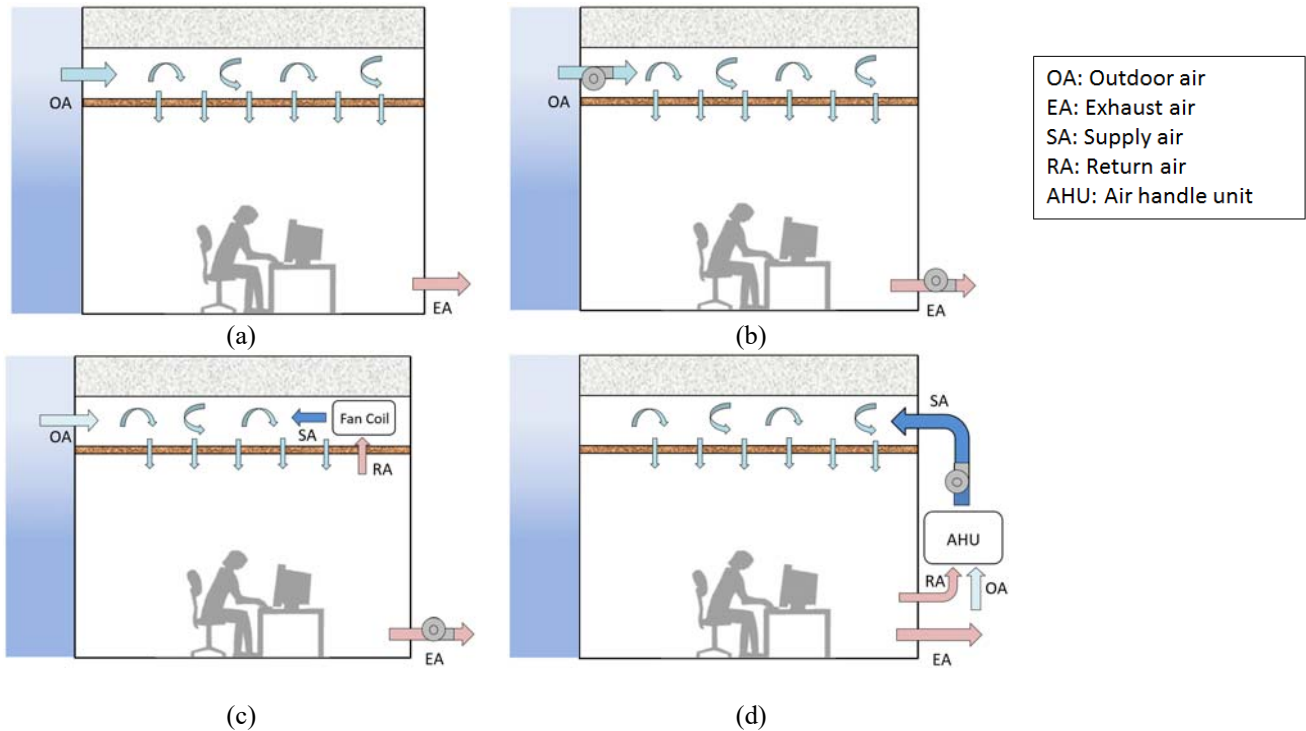 OA
EA
(a)
OA
EA
(b)
OA: Outdoor air
EA: Exhaust air
SA: Supply air
RA: Return air
AHU: Air handle unit
OA
SA
Fan Coil
RA
EA
(c)
SA
AHU
RA
OA
EA
(d)